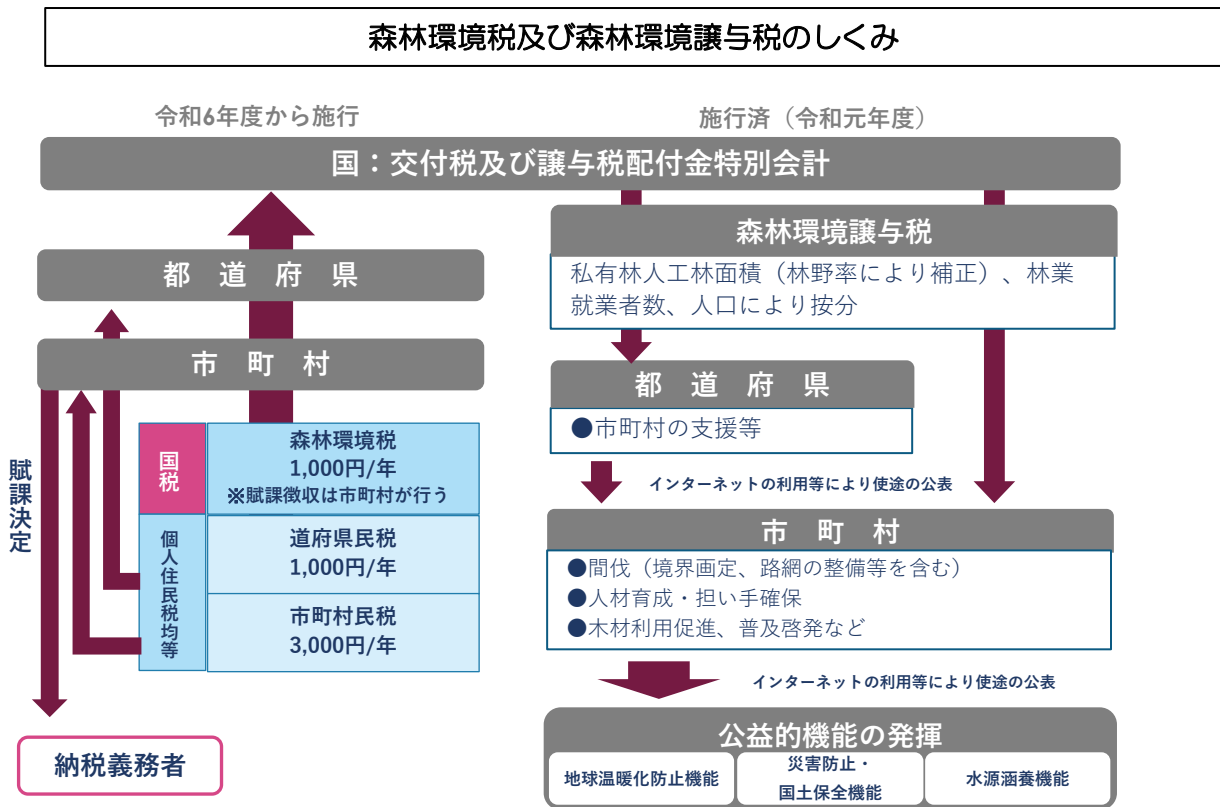 森林環境税及び森林環境譲与税のしくみ
令和6年度から施行
施行済（令和元年度）
国：交付税及び譲与税配付金特別会計
都 道 府 県
市 町 村
国税
森林環境税
1,000円/年
※賦課徴収は市町村が行う
個人住民税均等
道府県民税
1,000円/年
市町村民税
3,000円/年
賦課決定
納税義務者
森林環境譲与税
私有林人工林面積（林野率により補正）、林業
就業者数、人口により按分
都 道 府 県
●市町村の支援等
インターネットの利用等により使途の公表
市 町 村
●間伐（境界画定、路網の整備等を含む）
●人材育成・担い手確保
●木材利用促進、普及啓発など
インターネットの利用等により使途の公表
公益的機能の発揮
地球温暖化防止機能
災害防止・
国土保全機能
水源涵養機能